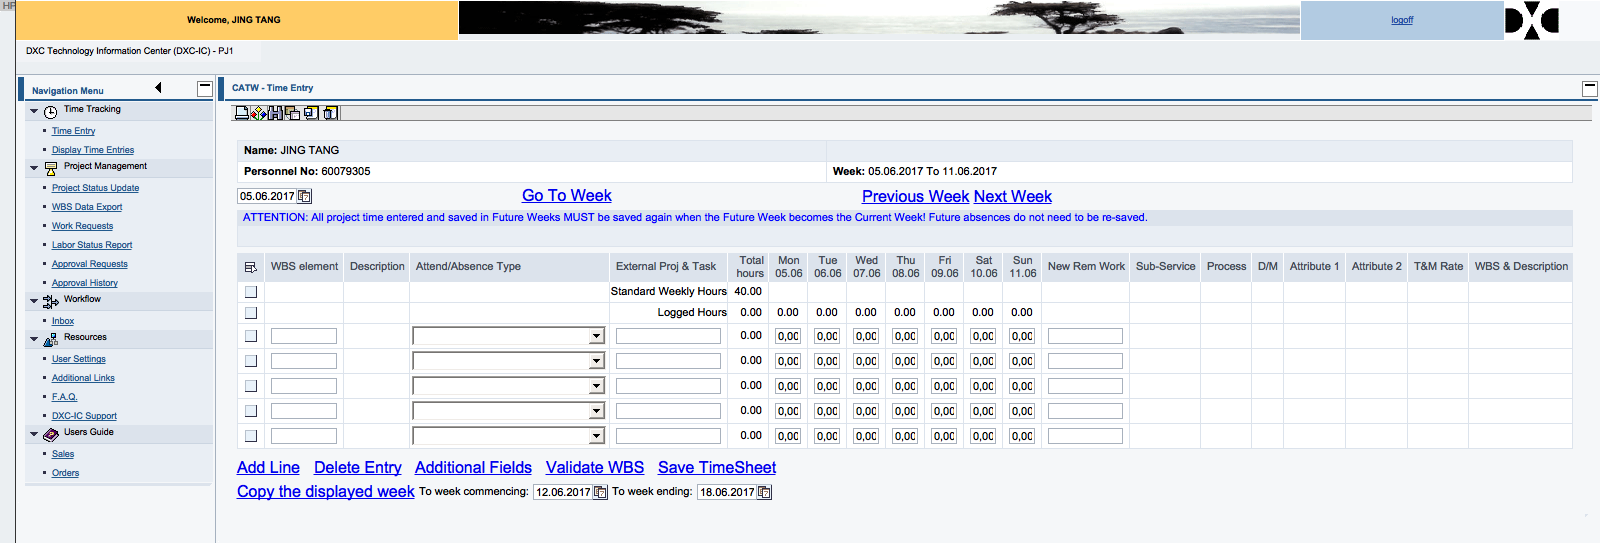 HP
Welcome, JING TANG
logoff
DXC
DXC Technology Information Center (DXC-IC) - PJ1
Navigation Menu
Time Tracking
Time Entry
Display Time Entries
Project Management
Project Status Update
WBS Data Export
Work Requests
Labor Status Report
Approval Requests
Approval History
Workflow
Inbox
Resources
User Settings
Additional Links
F.A.Q.
DXC-IC Support
Users Guide
Sales
Orders
CATW - Time Entry
Name: JING TANG
Personnel No: 60079305 Week: 05.06.2017 To 11.06.2017
05.06.2017 Go To Week Previous Week Next Week
ATTENTION: All project time entered and saved in Future Weeks MUST be saved again when the Future Week becomes the Current Week! Future absences do not need to be re-saved.
WBS element Description Attend/Absence Type External Proj & Task Total hours Mon 05.06 Tue 06.06 Wed 07.06 Thu 08.06 Fri 09.06 Sat 10.06 Sun 11.06 New Rem Work Sub-Service Process D/M Attribute 1 Attribute 2 T&M Rate WBS & Description
Standard Weekly Hours 40.00
Logged Hours 0.00 0.00 0.00 0.00 0.00 0.00 0.00 0.00
0.00 0,00 0,00 0,00 0,00 0,00 0,00 0,00
0.00 0,00 0,00 0,00 0,00 0,00 0,00 0,00
0.00 0,00 0,00 0,00 0,00 0,00 0,00 0,00
0.00 0,00 0,00 0,00 0,00 0,00 0,00 0,00
0.00 0,00 0,00 0,00 0,00 0,00 0,00 0,00
Add Line Delete Entry Additional Fields Validate WBS Save TimeSheet
Copy the displayed week To week commencing: 12.06.2017 To week ending: 18.06.2017